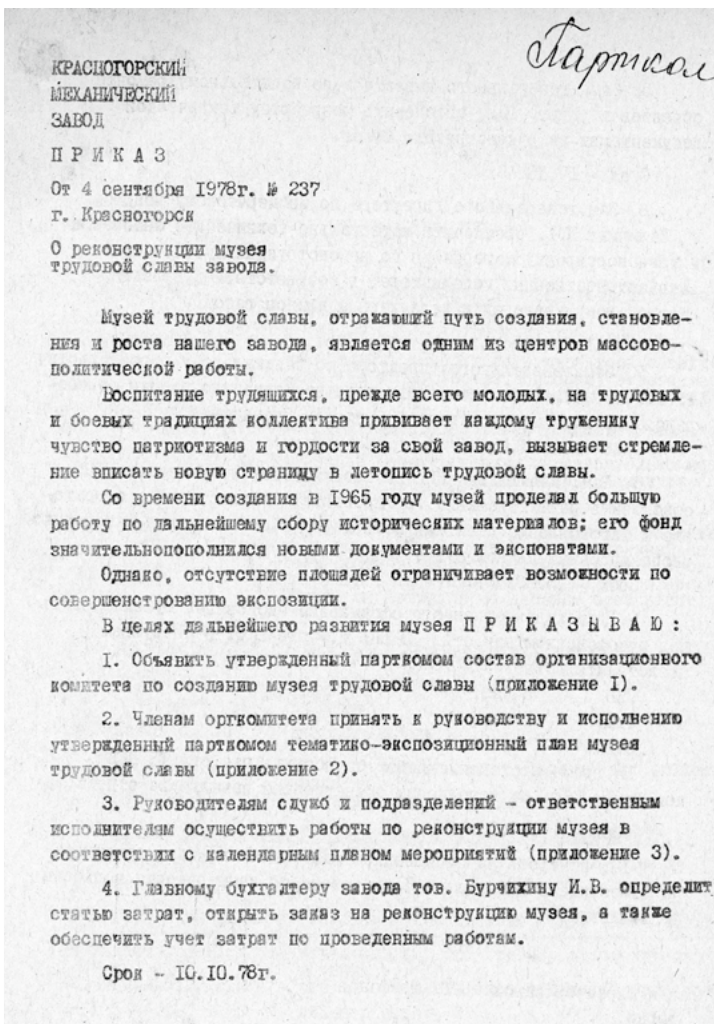 Партком
КРАСНОГОРСКИЙ
МЕХАНИЧЕСКИЙ
ЗАВОД
П Р И К А З
От 4 сентября 1978г. № 237
г. Красногорск
О реконструкции музея
трудовой славы завода.
Музей трудовой славы, отражающий путь создания, становле-
ния и роста нашего завода, является одним из центров массово-
политической работы.
Воспитание трудящихся, прежде всего молодых, на трудовых
и боевых традициях коллектива прививает каждому труженику
чувство патриотизма и гордости за свой завод, вызывает стремле-
ние вписать новую страницу в летопись трудовой славы.
Со времени создания в 1965 году музей проделал большую
работу по дальнейшему сбору исторических материалов; его фонд
значительнопополнился новыми документами и экспонатами.
Однако, отсутствие площадей ограничивает возможности по
совершенстрованию экспозиции.
В целях дальнейшего развития музея П Р И К А З Ы В А Ю :
I. Объявить утвержденный парткомом состав организационного
комитета по созданию музея трудовой славы (приложение I).
2. Членам оргкомитета принять к руководству и исполнению
утвержденный парткомом тематико-экспозиционный план музея
трудовой славы (приложение 2).
3. Руководителям служб и подразделений - ответственным
исполнителям осуществить работы по реконструкции музея в
соответствии с календарным планом мероприятий (приложение 3).
4. Главному бухгалтеру завода тов. Бурчихину И.В. определит
статью затрат, открыть заказ на реконструкцию музея, а также
обеспечить учет затрат по проведенным работам.
Срок - IO.IO.78г.